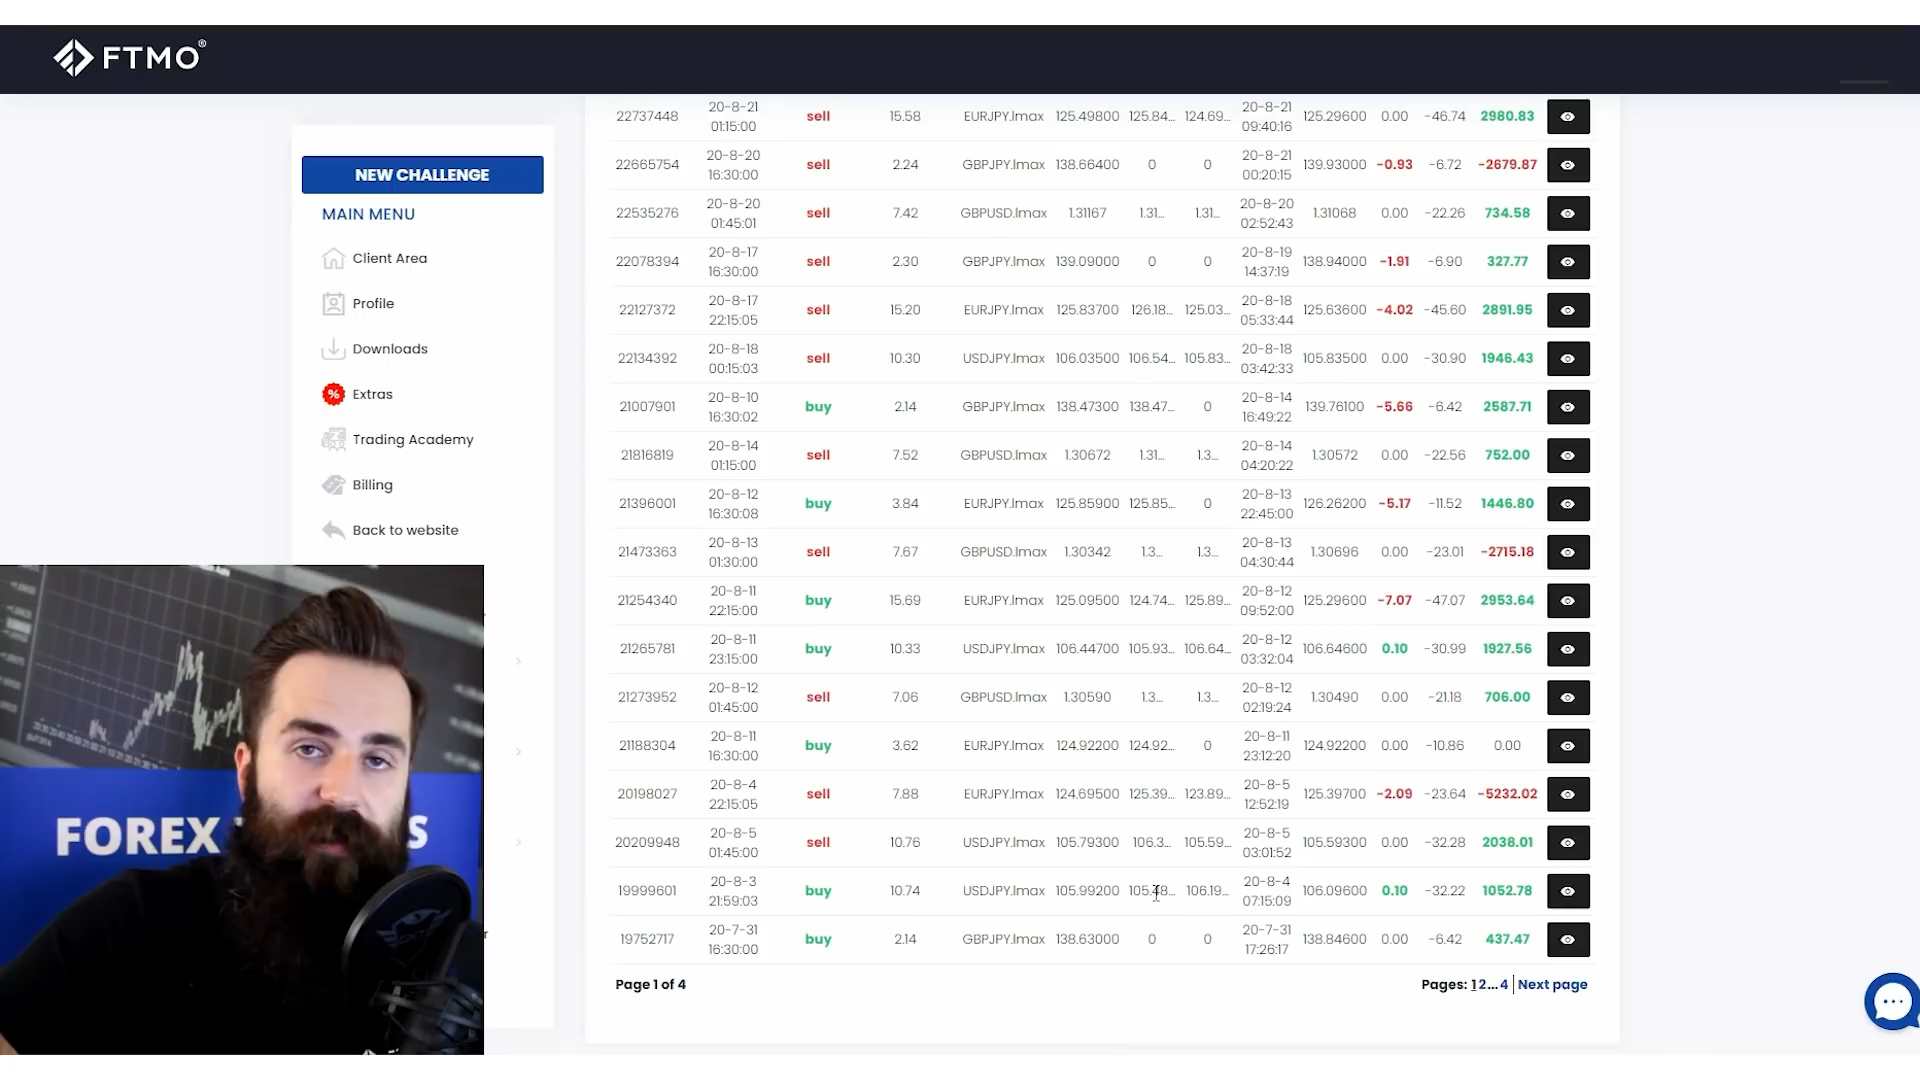 FTMO®
NEW CHALLENGE
MAIN MENU
Client Area
Profile
Downloads
% Extras
Trading Academy
Billing
Back to website
22737448 20-8-21 01:15:00 sell 15.58 EURJPY.lmax 125.49800 125.84... 124.69... 20-8-21 09:40:16 125.29600 0.00 -46.74 2980.83
22665754 20-8-20 16:30:00 sell 2.24 GBPJPY.lmax 138.66400 0 0 20-8-21 00:20:15 139.93000 -0.93 -6.72 -2679.87
22535276 20-8-20 01:45:01 sell 7.42 GBPUSD.lmax 1.31167 1.31... 1.31... 20-8-20 02:52:43 1.31068 0.00 -22.26 734.58
22078394 20-8-17 16:30:00 sell 2.30 GBPJPY.lmax 139.09000 0 0 20-8-19 14:37:19 138.94000 -1.91 -6.90 327.77
22127372 20-8-17 22:15:05 sell 15.20 EURJPY.lmax 125.83700 126.18... 125.03... 20-8-18 05:33:44 125.63600 -4.02 -45.60 2891.95
22134392 20-8-18 00:15:03 sell 10.30 USDJPY.lmax 106.03500 106.54... 105.83... 20-8-18 03:42:33 105.83500 0.00 -30.90 1946.43
21007901 20-8-10 16:30:02 buy 2.14 GBPJPY.lmax 138.47300 138.47... 0 20-8-14 16:49:22 139.76100 -5.66 -6.42 2587.71
21816819 20-8-14 01:15:00 sell 7.52 GBPUSD.lmax 1.30672 1.31... 1.3... 20-8-14 04:20:22 1.30572 0.00 -22.56 752.00
21396001 20-8-12 16:30:08 buy 3.84 EURJPY.lmax 125.85900 125.85... 0 20-8-13 22:45:00 126.26200 -5.17 -11.52 1446.80
21473363 20-8-13 01:30:00 sell 7.67 GBPUSD.lmax 1.30342 1.3... 1.3... 20-8-13 04:30:44 1.30696 0.00 -23.01 -2715.18
21254340 20-8-11 22:15:00 buy 15.69 EURJPY.lmax 125.09500 124.74... 125.89... 20-8-12 09:52:00 125.29600 -7.07 -47.07 2953.64
21265781 20-8-11 23:15:00 buy 10.33 USDJPY.lmax 106.44700 105.93... 106.64... 20-8-12 03:32:04 106.64600 0.10 -30.99 1927.56
21273952 20-8-12 01:45:00 sell 7.06 GBPUSD.lmax 1.30590 1.3... 1.3... 20-8-12 02:19:24 1.30490 0.00 -21.18 706.00
21188304 20-8-11 16:30:00 buy 3.62 EURJPY.lmax 124.92200 124.92... 0 20-8-11 23:12:20 124.92200 0.00 -10.86 0.00
20198027 20-8-4 22:15:05 sell 7.88 EURJPY.lmax 124.69500 125.39... 123.89... 20-8-5 12:52:19 125.39700 -2.09 -23.64 -5232.02
20209948 20-8-5 01:45:00 sell 10.76 USDJPY.lmax 105.79300 106.3... 105.59... 20-8-5 03:01:52 105.59300 0.00 -32.28 2038.01
19999601 20-8-3 21:59:03 buy 10.74 USDJPY.lmax 105.99200 106.19... 20-8-4 07:15:09 106.09600 0.10 -32.22 1052.78
19752717 20-7-31 16:30:00 buy 2.14 GBPJPY.lmax 138.63000 0 0 20-7-31 17:26:17 138.84600 0.00 -6.42 437.47
Page 1 of 4
Pages: 1 2 ... 4 | Next page
FOREX